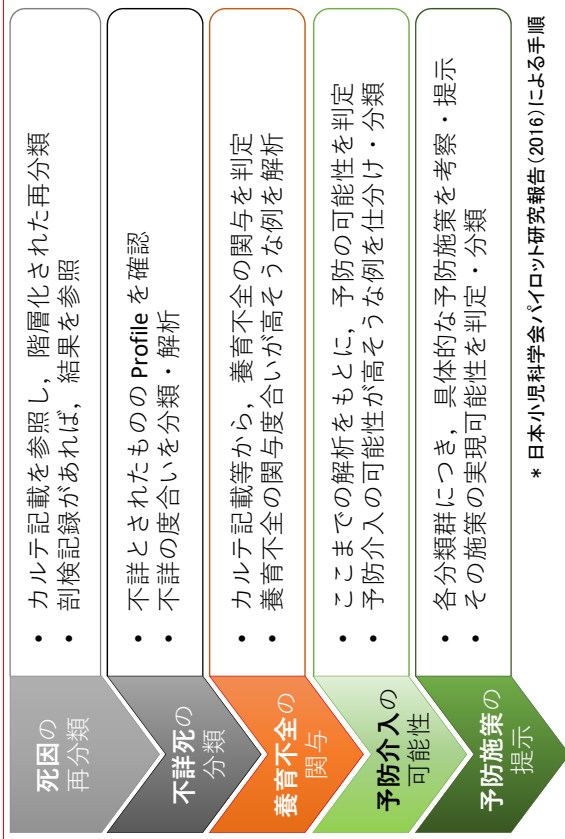 死因の
再分類
• カルテ記載を参照し，階層化された再分類
• 剖検記録があれば，結果を参照
不詳死の
分類
• 不詳とされたものの Profile を確認
• 不詳の度合いを分類・解析
養育不全の
関与
• カルテ記載等から，養育不全の関与を判定
• 養育不全の関与度合いが高そうな例を解析
予防介入の
可能性
• ここまでの解析をもとに，予防の可能性を判定
• 予防介入の可能性が高そうな例を仕分け・分類
予防施策の
提示
• 各分類群につき，具体的な予防施策を考察・提示
• その施策の実現可能性を判定・分類
* 日本小児科学会パイロット研究報告(2016)による手順